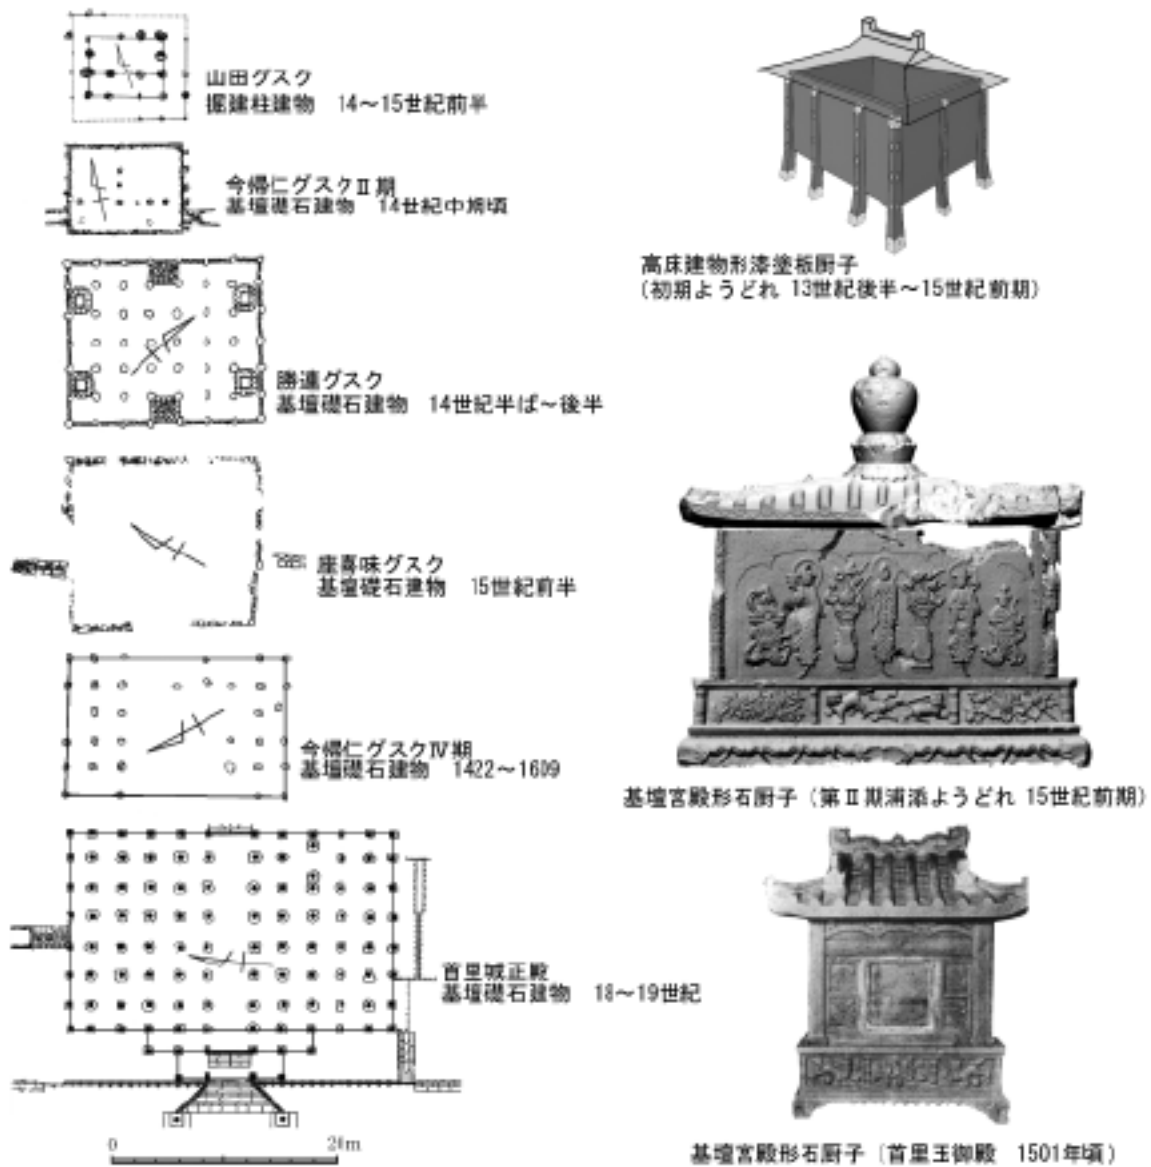 山田グスク
掘建柱建物　14～15世紀前半
今帰仁グスクⅡ期
基壇礎石建物　14世紀中期頃
勝連グスク
基壇礎石建物　14世紀半ば～後半
座喜味グスク
基壇礎石建物　15世紀前半
今帰仁グスクⅣ期
基壇礎石建物　1422～1609
首里城正殿
基壇礎石建物　18～19世紀
0　20m
高床建物形漆塗板厨子
（初期ようどれ 13世紀後半～15世紀前期）
基壇宮殿形石厨子（第Ⅱ期浦添ようどれ 15世紀前期）
基壇宮殿形石厨子（首里玉御殿　1501年頃）